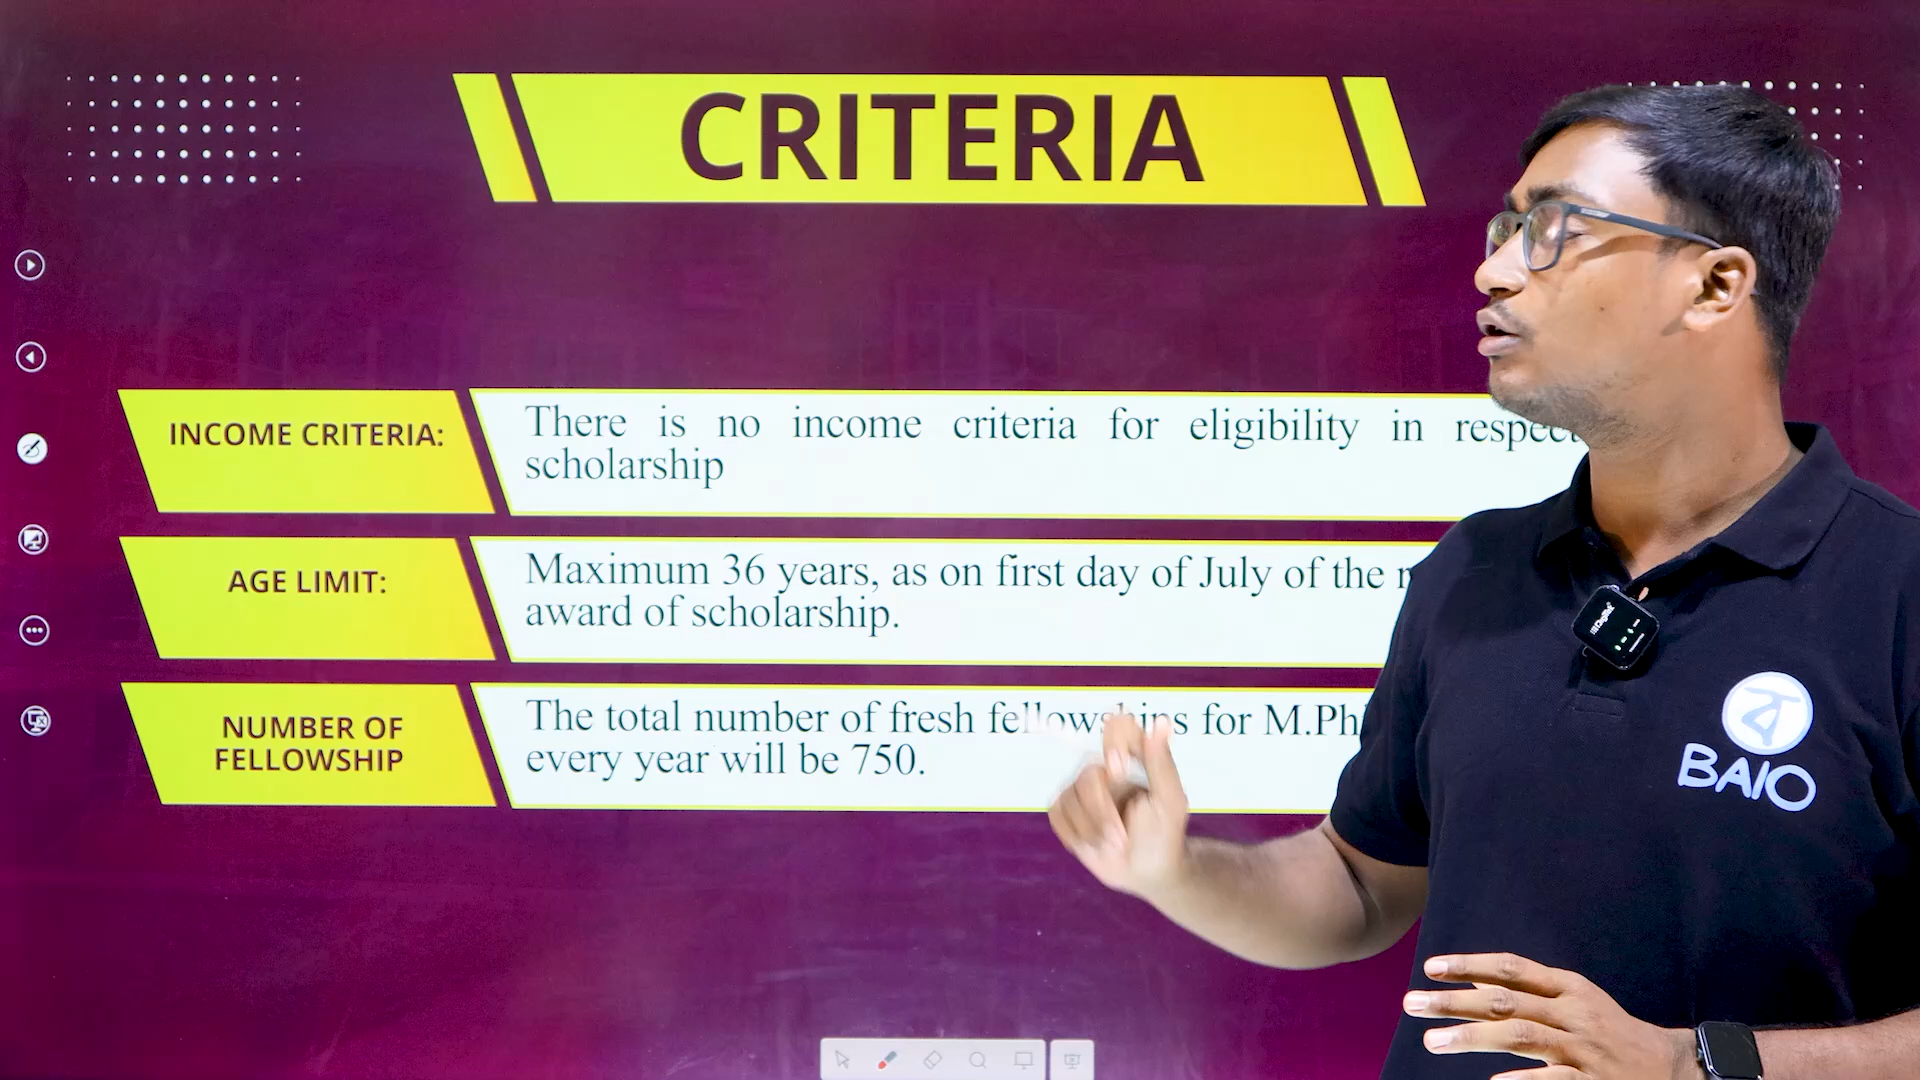 CRITERIA
INCOME CRITERIA:
There is no income criteria for eligibility in respect
scholarship
AGE LIMIT:
Maximum 36 years, as on first day of July of the
award of scholarship.
NUMBER OF
FELLOWSHIP
The total number of fresh fellowships for
every year will be 750.
BAIO